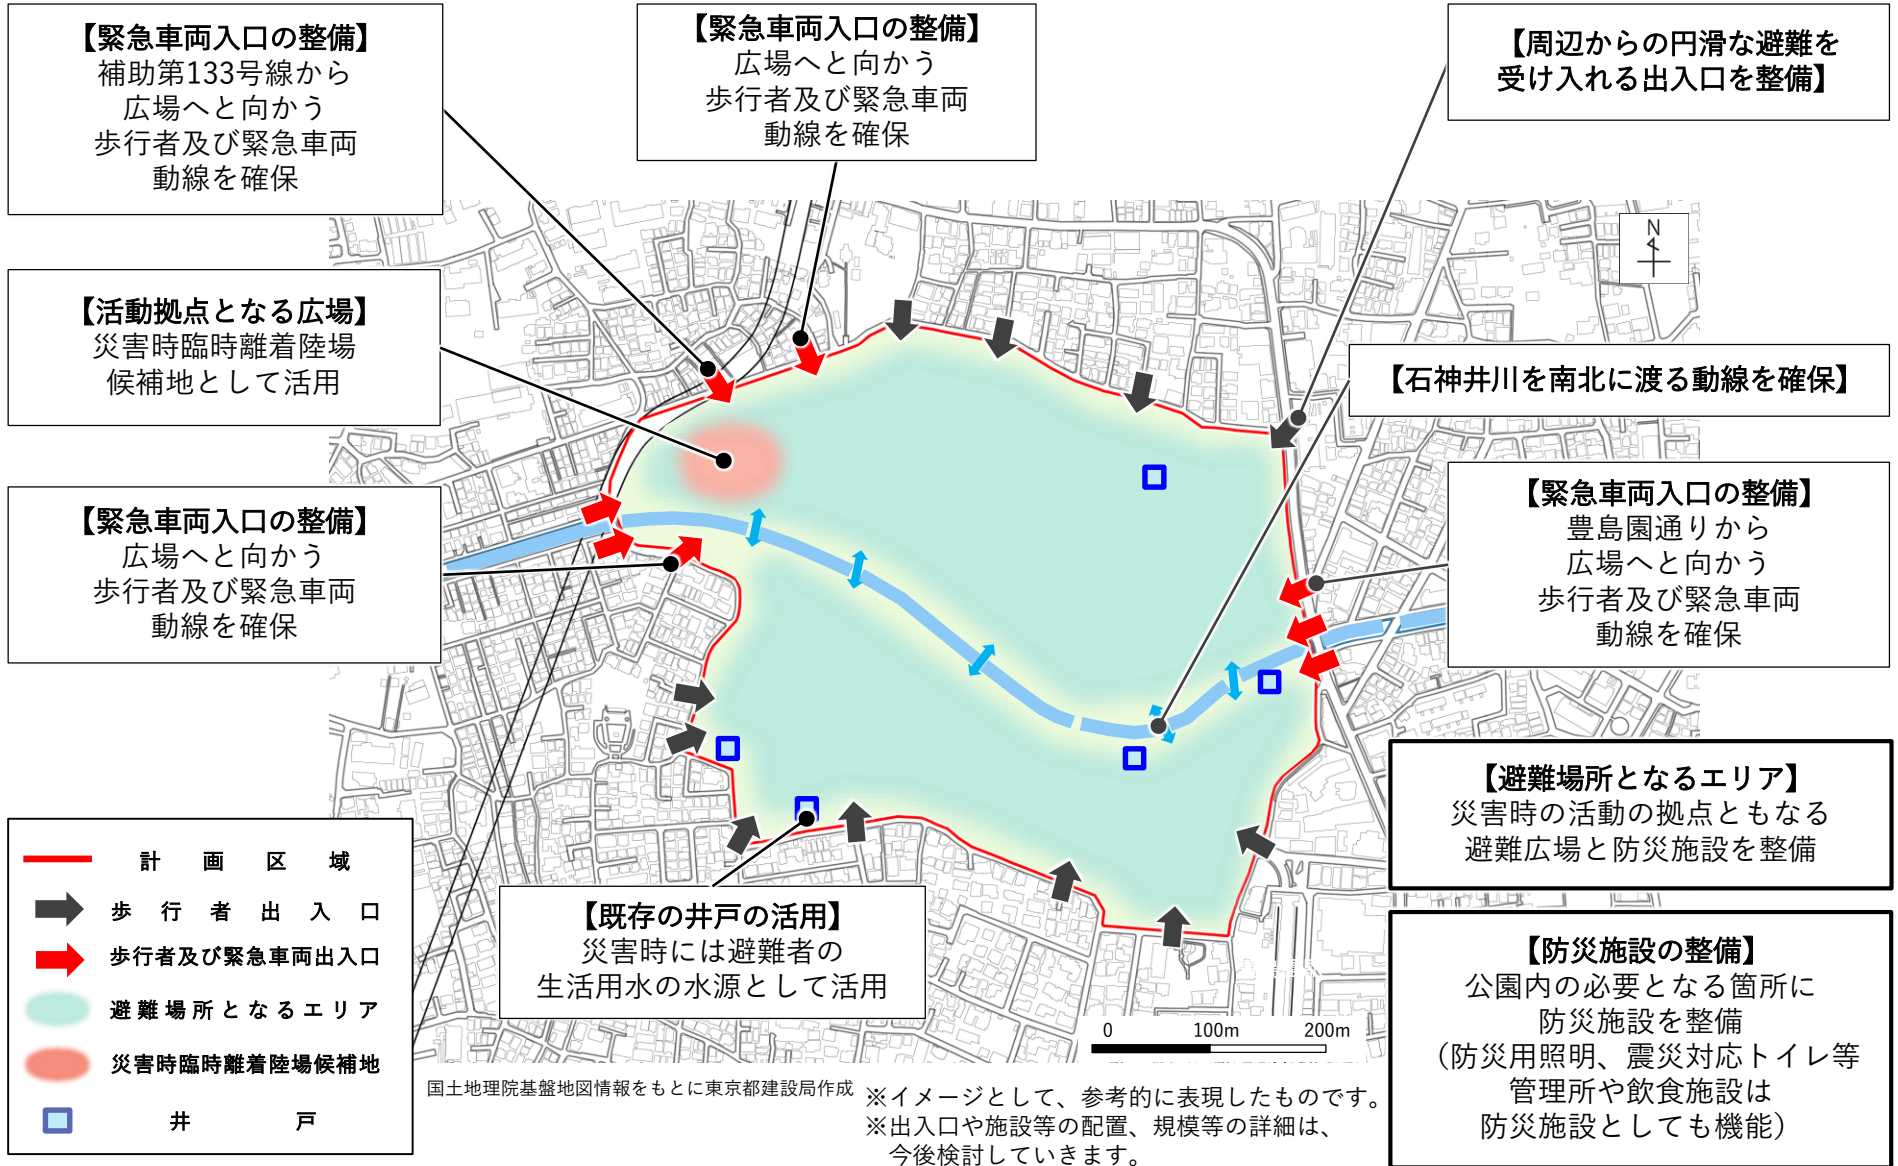 【緊急車両入口の整備】
補助第133号線から
広場へと向かう
歩行者及び緊急車両
動線を確保
【緊急車両入口の整備】
広場へと向かう
歩行者及び緊急車両
動線を確保
【周辺からの円滑な避難を
受け入れる出入口を整備】
N
【活動拠点となる広場】
災害時臨時離着陸場
候補地として活用
【石神井川を南北に渡る動線を確保】
【緊急車両入口の整備】
広場へと向かう
歩行者及び緊急車両
動線を確保
【緊急車両入口の整備】
豊島園通りから
広場へと向かう
歩行者及び緊急車両
動線を確保
【避難場所となるエリア】
災害時の活動の拠点ともなる
避難広場と防災施設を整備
計画区域
歩行者出入口
歩行者及び緊急車両出入口
避難場所となるエリア
災害時臨時離着陸場候補地
井戸
【既存の井戸の活用】
災害時には避難者の
生活用水の水源として活用
【防災施設の整備】
公園内の必要となる箇所に
防災施設を整備
（防災用照明、震災対応トイレ等
管理所や飲食施設は
防災施設としても機能）
0 100m 200m
国土地理院基盤地図情報をもとに東京都建設局作成
※イメージとして、参考的に表現したものです。
※出入口や施設等の配置、規模等の詳細は、
今後検討していきます。